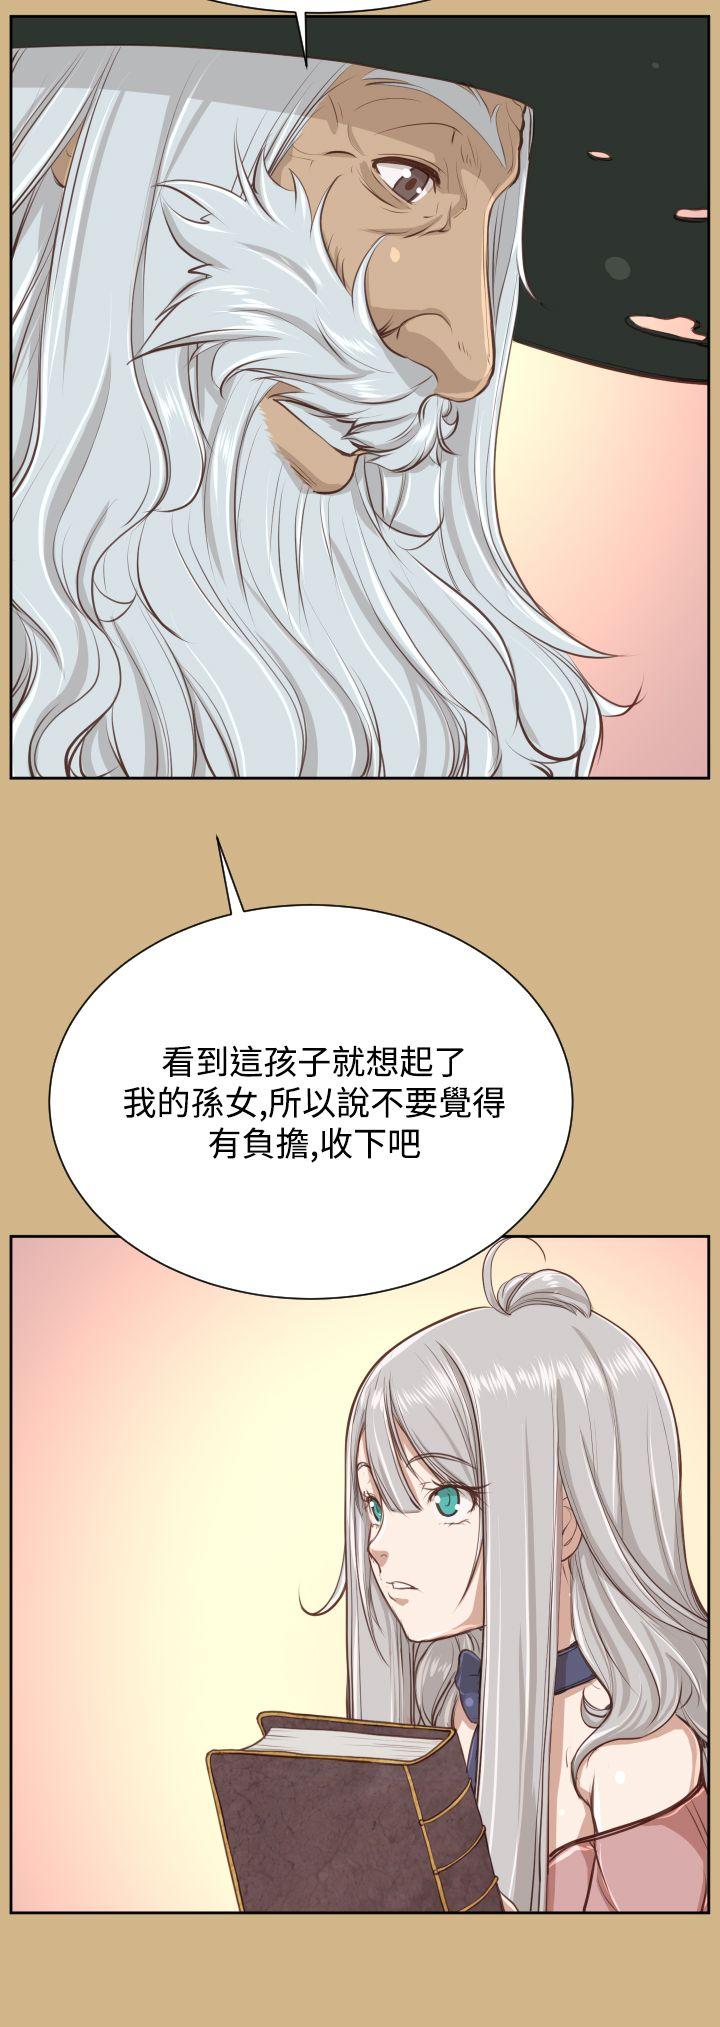 看到這孩子就想起了
我的孫女,所以說不要覺得
有負擔,收下吧